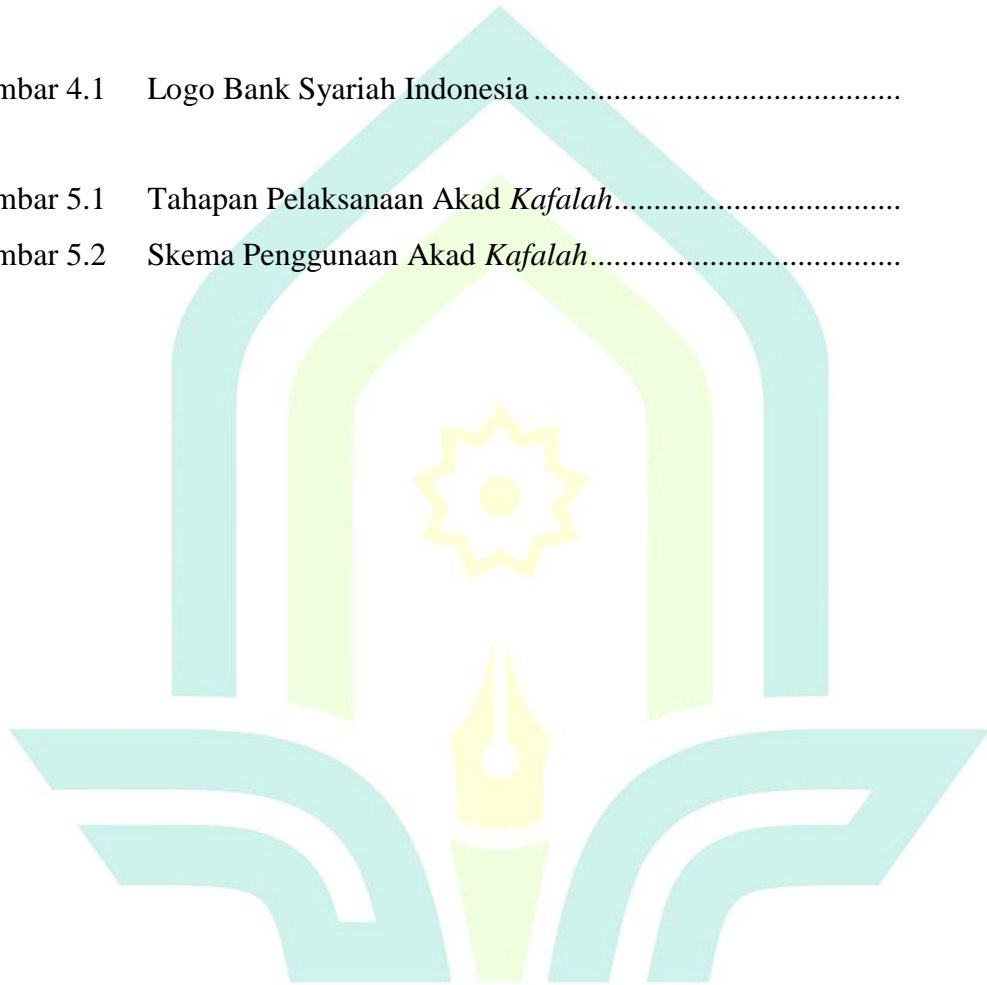 mbar 4.1 Logo Bank Syariah Indonesia ..............................................
mbar 5.1 Tahapan Pelaksanaan Akad Kafalah....................................
mbar 5.2 Skema Penggunaan Akad Kafalah.......................................